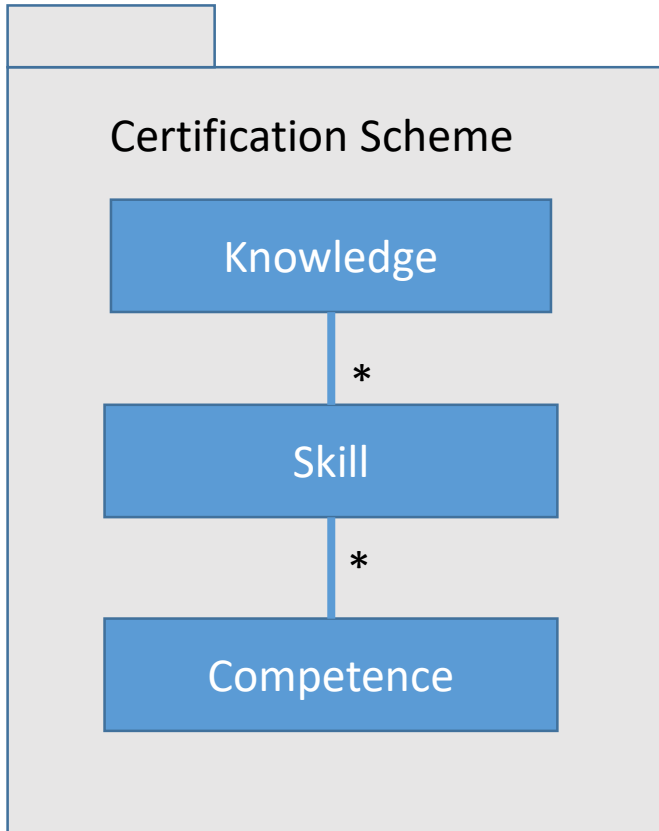 Certification Scheme
Knowledge
*
Skill
*
Competence